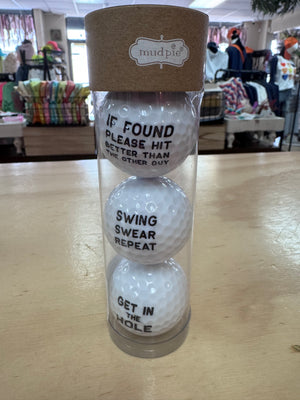 mudpie
IF FOUND
PLEASE HIT
BETTER THAN
THE OTHER GUY
SWING
SWEAR
REPEAT
GET IN
THE
HOLE